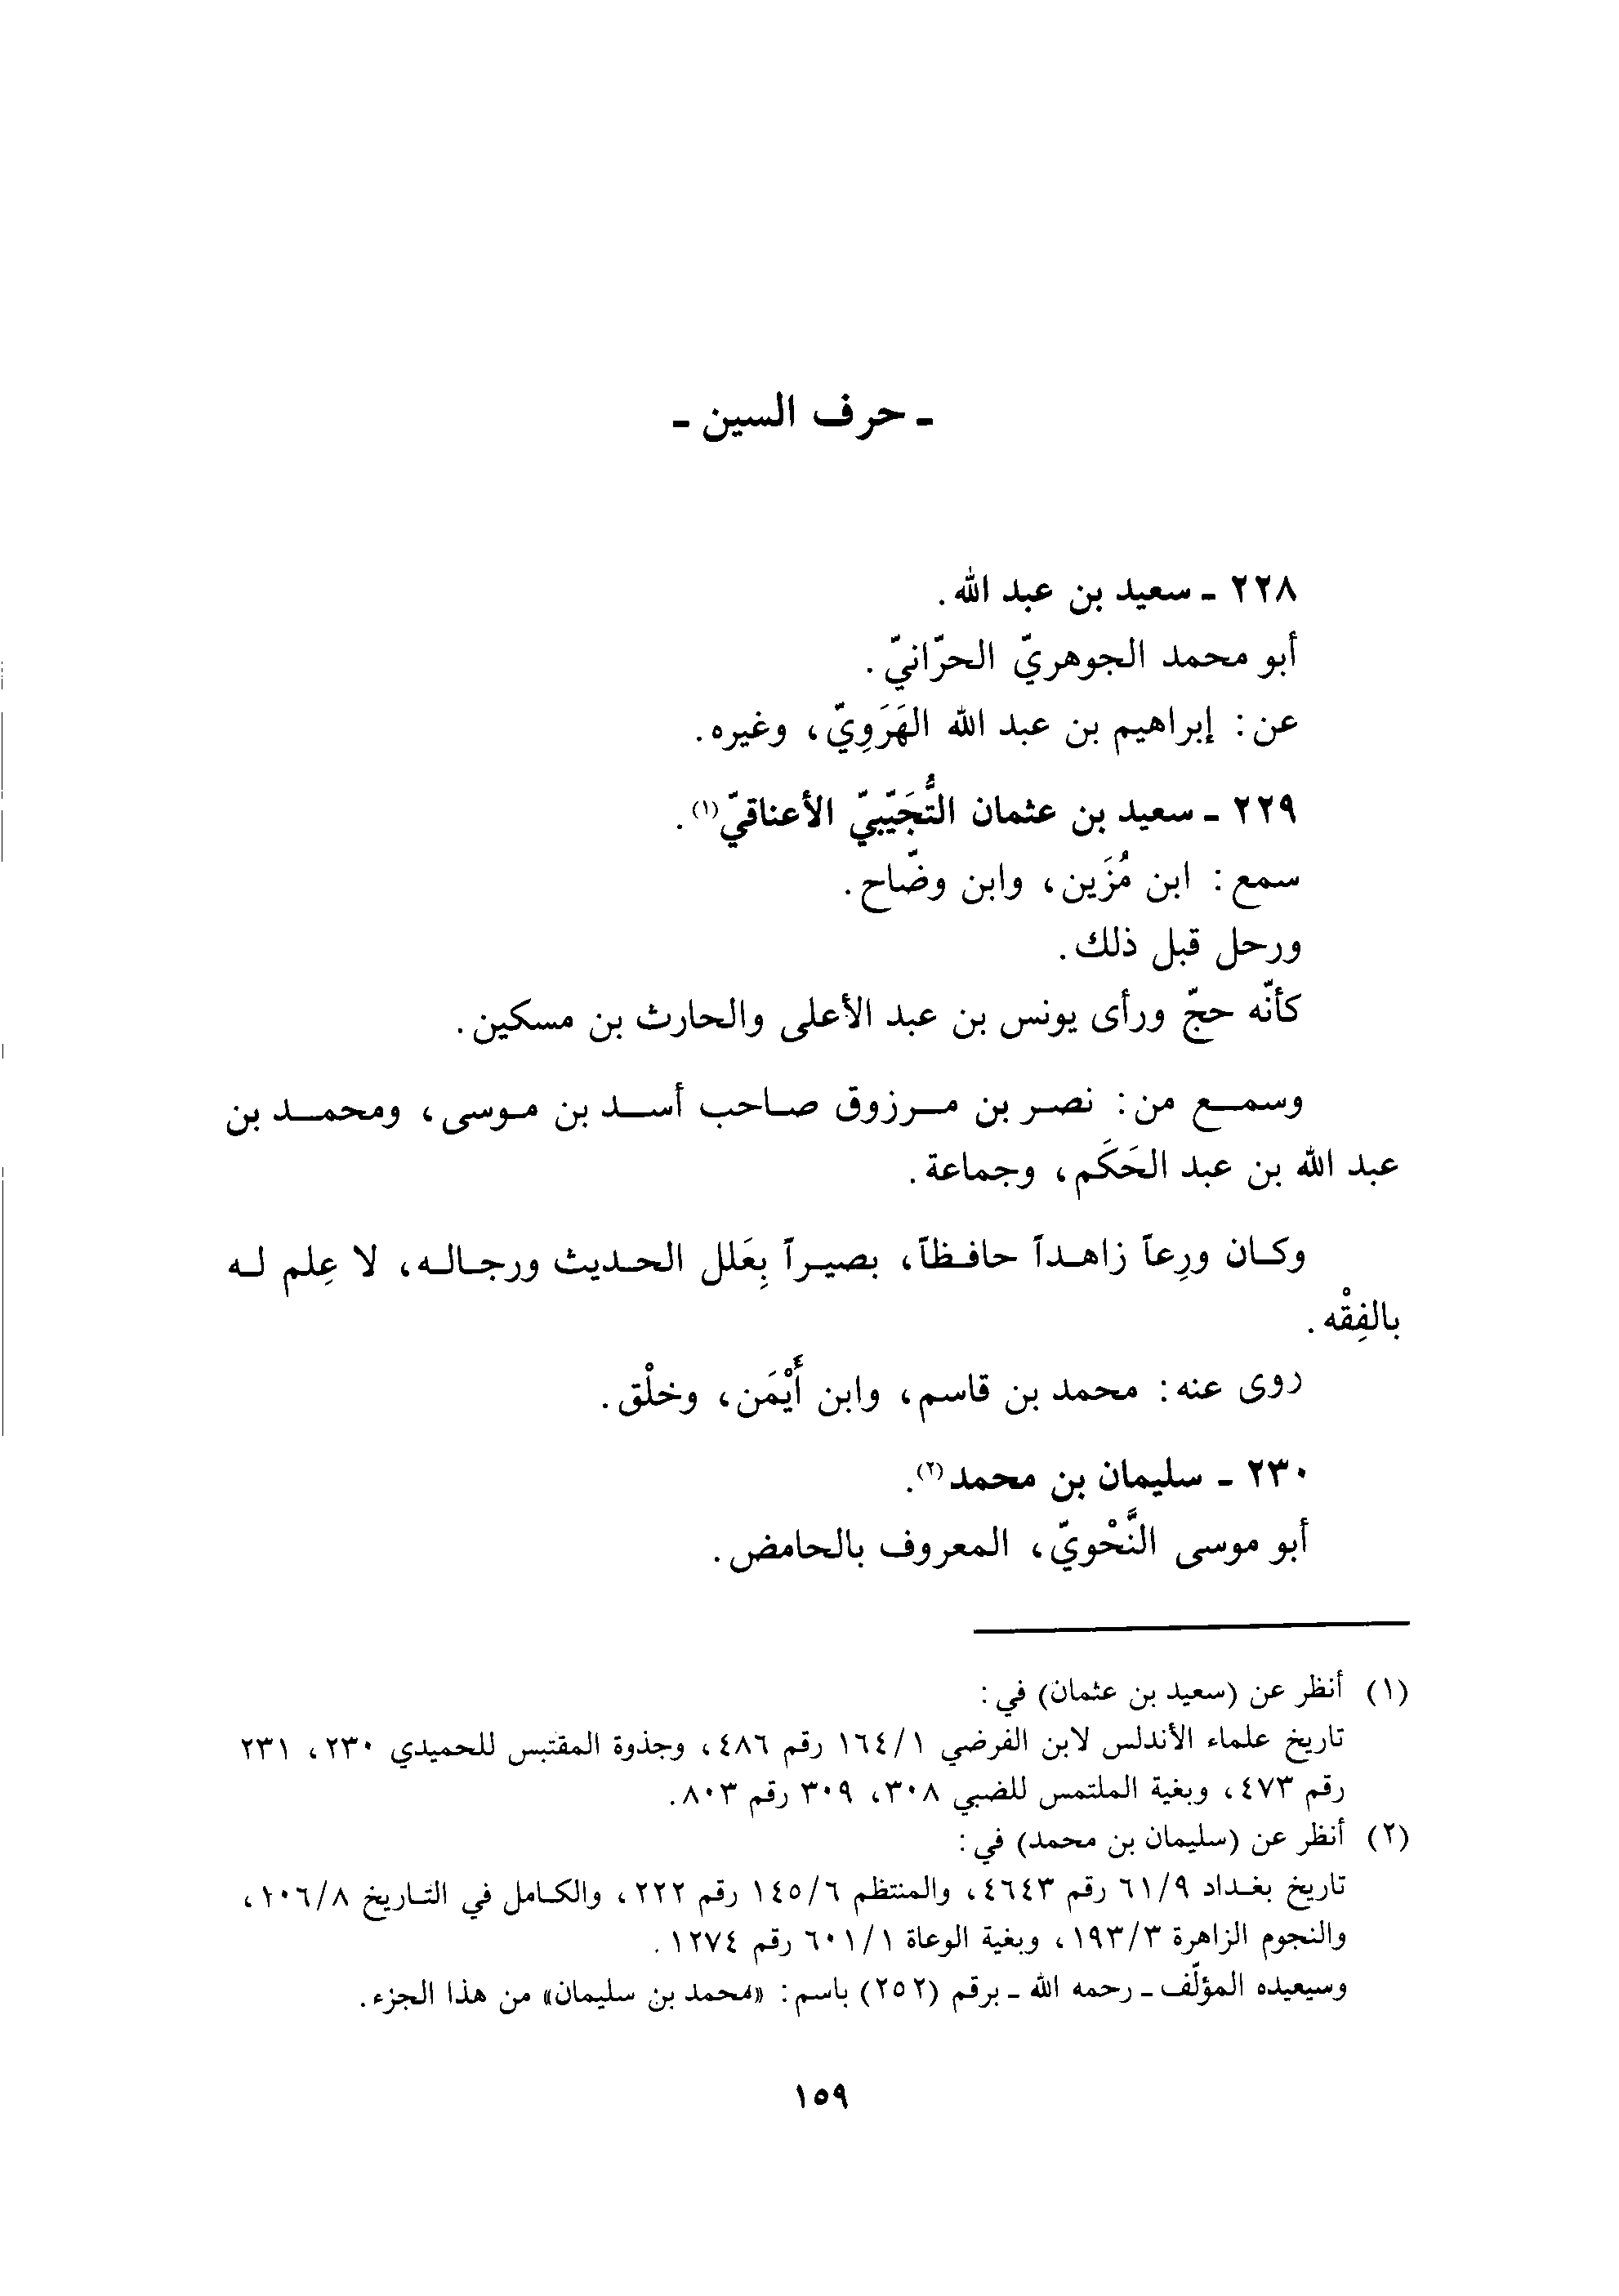 ـ حرف السين ـ
٢٢٨ ـ سعيد بن عبد الله.
أبو محمد الجوهريّ الحرّانيّ.
عن: إبراهيم بن عبد الله الهَرَوِيّ، وغيره.
٢٢٩ ـ سعيد بن عثمان التُّجَيّبيّ الأعناقيّ(١).
سمع: ابن مُزَين، وابن وضّاح.
ورحل قبل ذلك.
كأنّه حجّ ورأى يونس بن عبد الأعلى والحارث بن مسكين.
وسمع من: نصر بن مرزوق صاحب أسد بن موسى، ومحمد بن
عبد الله بن عبد الحَكَم، وجماعة.
وكان ورِعاً زاهداً حافظاً، بصيراً بِعَلل الحديث ورجاله، لا عِلم له
بالفِقْه.
روى عنه: محمد بن قاسم، وابن أَيْمَن، وخلْق.
٢٣٠ ـ سليمان بن محمد(٢).
أبو موسى النَّحْويّ، المعروف بالحامض.
(١) أنظر عن (سعيد بن عثمان) في:
تاريخ علماء الأندلس لابن الفرضي ١/١٦٤ رقم ٤٨٦، وجذوة المقتبس للحميدي ٢٣٠، ٢٣١
رقم ٤٧٣، وبغية الملتمس للضبي ٣٠٨، ٣٠٩ رقم ٨٠٣.
(٢) أنظر عن (سليمان بن محمد) في:
تاريخ بغداد ٩/٦١ رقم ٤٦٤٣، والمنتظم ٦/١٤٥ رقم ٢٢٢، والكامل في التاريخ ٨/١٠٦،
والنجوم الزاهرة ٣/١٩٣، وبغية الوعاة ١/٦٠١ رقم ١٢٧٤.
وسيعيده المؤلّف ـ رحمه الله ـ برقم (٢٥٢) باسم: «محمد بن سليمان» من هذا الجزء.
١٥٩